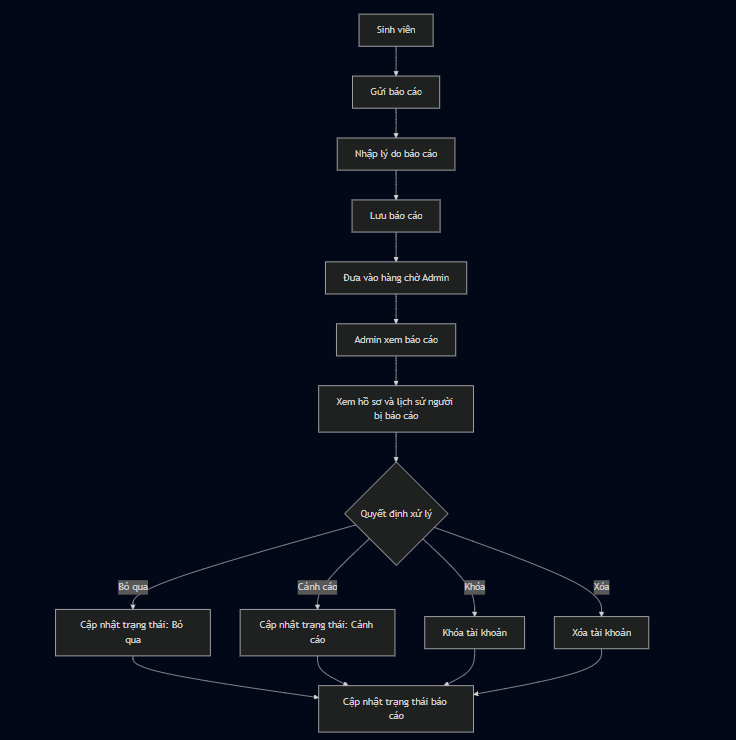 Sinh viên
Gửi báo cáo
Nhập lý do báo cáo
Lưu báo cáo
Đưa vào hàng chờ Admin
Admin xem báo cáo
Xem hồ sơ và lịch sử người
bị báo cáo
Quyết định xử lý
Bỏ qua
Cảnh cáo
Khóa
Xóa
Cập nhật trạng thái: Bỏ
qua
Cập nhật trạng thái: Cảnh
cáo
Khóa tài khoản
Xóa tài khoản
Cập nhật trạng thái báo
cáo